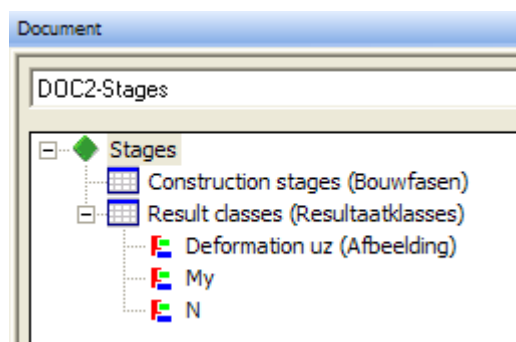 Document
DOC2-Stages
Stages
Construction stages (Bouwfasen)
Result classes (Resultaatklasses)
Deformation uz (Afbeelding)
My
N